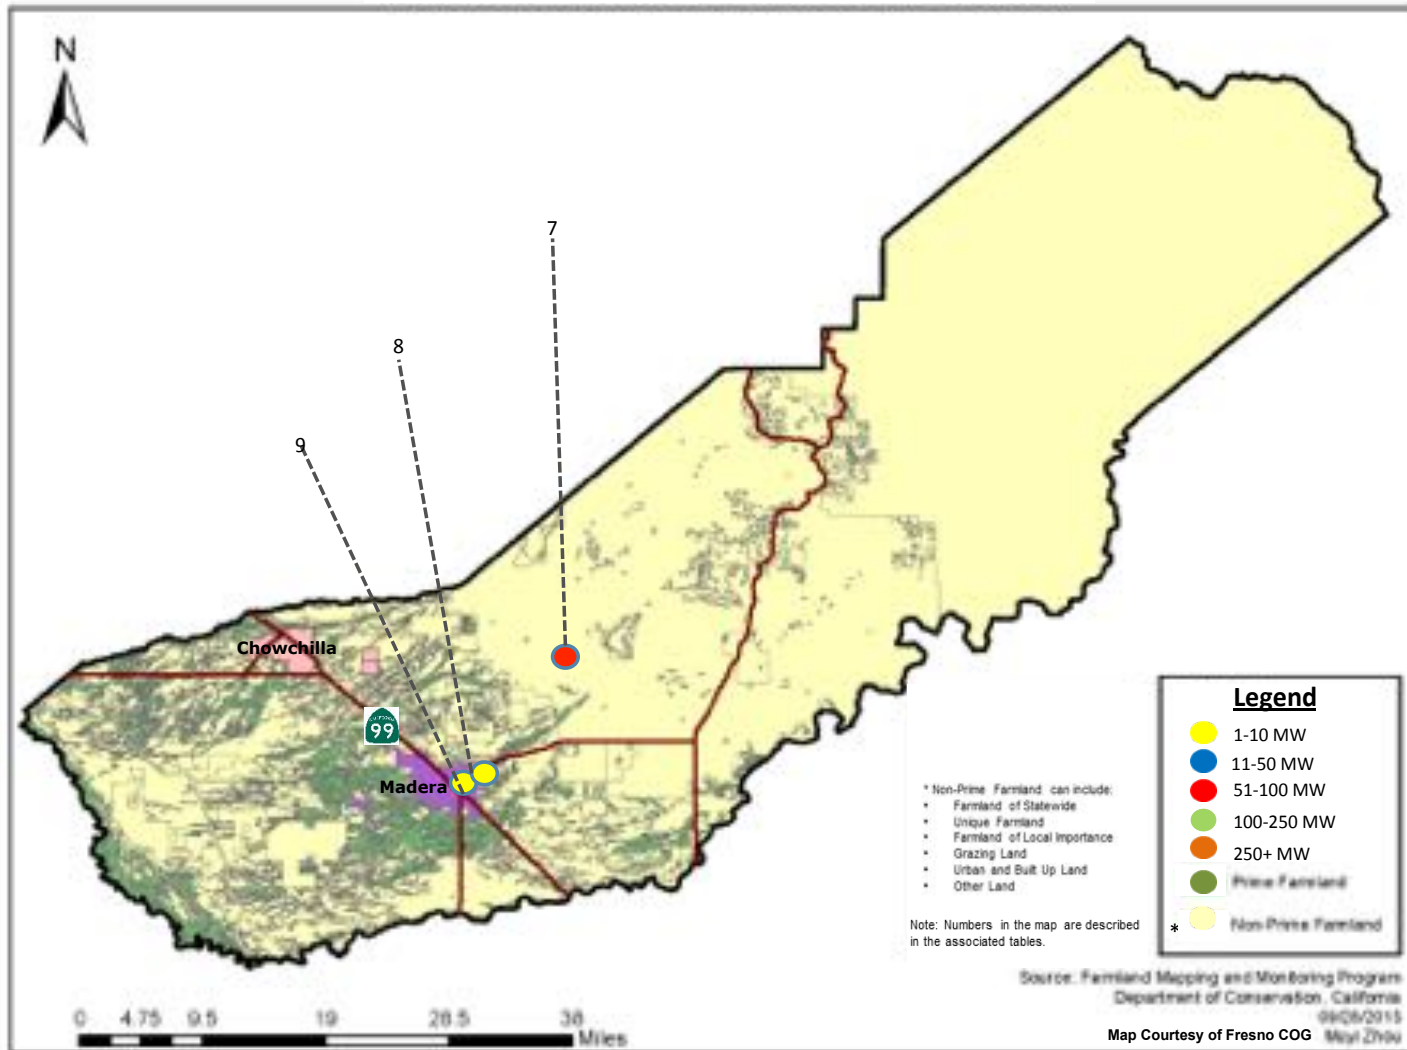 N
7
8
9
Chowchilla
CALIFORNIA
99
Madera
* Non-Prime Farmland can include:
• Farmland of Statewide
• Unique Farmland
• Farmland of Local Importance
• Grazing Land
• Urban and Built Up Land
• Other Land
Note: Numbers in the map are described
in the associated tables.
Legend
1-10 MW
11-50 MW
51-100 MW
100-250 MW
250+ MW
Prime Farmland
* Non-Prime Farmland
Source: Farmland Mapping and Monitoring Program
Department of Conservation, California
Map Courtesy of Fresno COG Meyi Zhou
0 4.75 9.5 19 28.5 38
Miles